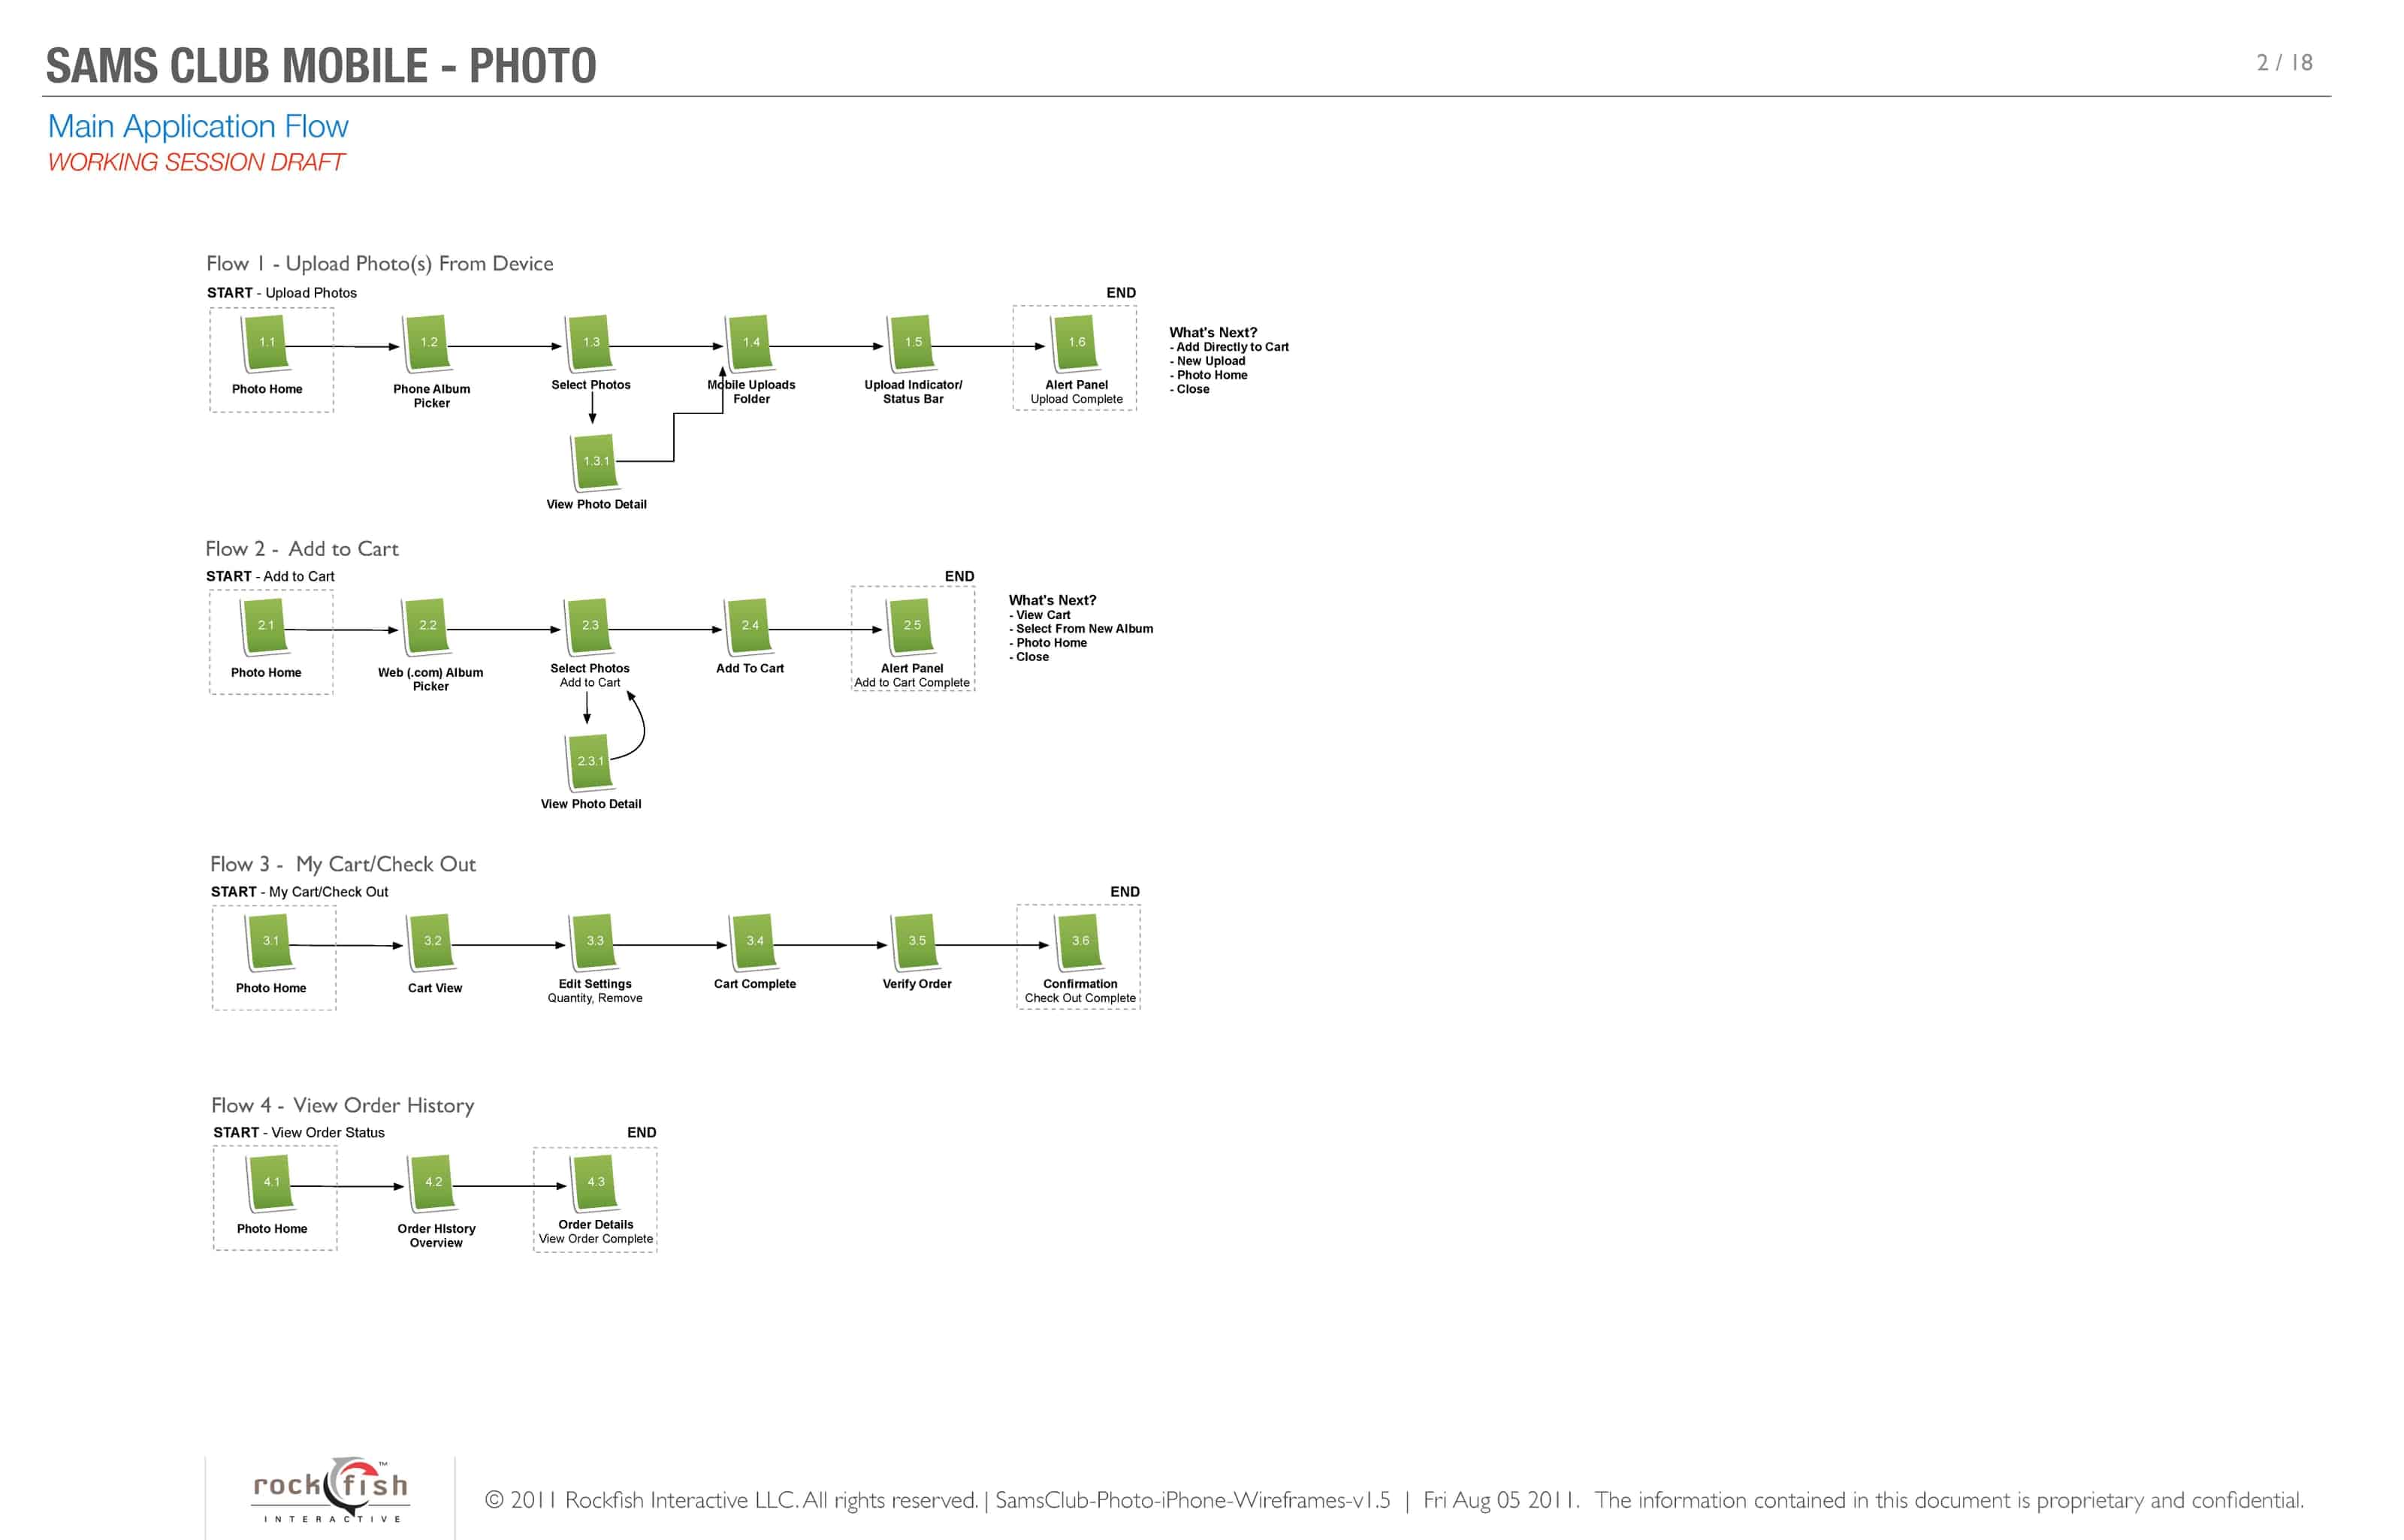 SAMS CLUB MOBILE - PHOTO
2 / 18
Main Application Flow
WORKING SESSION DRAFT
Flow 1 - Upload Photo(s) From Device
START - Upload Photos
END
1.1
1.2
1.3
1.4
1.5
1.6
Photo Home
Phone Album
Picker
Select Photos
Mobile Uploads
Folder
Upload Indicator/
Status Bar
Alert Panel
Upload Complete
What's Next?
- Add Directly to Cart
- New Upload
- Photo Home
- Close
1.3.1
View Photo Detail
Flow 2 - Add to Cart
START - Add to Cart
END
2.1
2.2
2.3
2.4
2.5
Photo Home
Web (.com) Album
Picker
Select Photos
Add to Cart
Add To Cart
Alert Panel
Add to Cart Complete
What's Next?
- View Cart
- Select From New Album
- Photo Home
- Close
2.3.1
View Photo Detail
Flow 3 - My Cart/Check Out
START - My Cart/Check Out
END
3.1
3.2
3.3
3.4
3.5
3.6
Photo Home
Cart View
Edit Settings
Quantity, Remove
Cart Complete
Verify Order
Confirmation
Check Out Complete
Flow 4 - View Order History
START - View Order Status
END
4.1
4.2
4.3
Photo Home
Order HIstory
Overview
Order Details
View Order Complete
rockfish TM
INTERACTIVE
© 2011 Rockfish Interactive LLC. All rights reserved. | SamsClub-Photo-iPhone-Wireframes-v1.5 | Fri Aug 05 2011. The information contained in this document is proprietary and confidential.